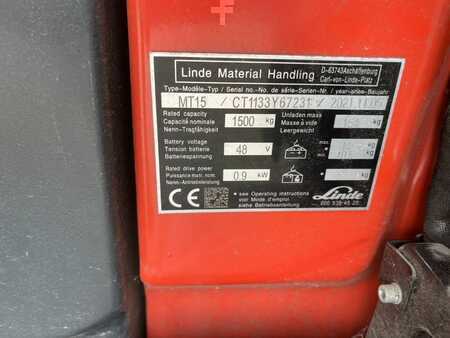 Linde Material Handling
D-63743 Aschaffenburg
Carl-von-Linde-Platz
Type-Modèle-Typ / Serial no.-No. de série-Serien-Nr. / year-année-Baujahr
MT15 / CT1133Y67231 / 2021
Rated capacity
Capacité nominale
Nenn-Tragfähigkeit
1500 kg
Unladen mass
Masse à vide
Leergewicht
kg
Battery voltage
Tension batterie
Batteriespannung
48 V
kg
Rated drive power
Puissance motr. nom.
Nenn-Antriebsleistung
0.9 kW
kg
CE
see Operating instructions
voir Mode d'emploi
siehe Betriebsanleitung
Linde